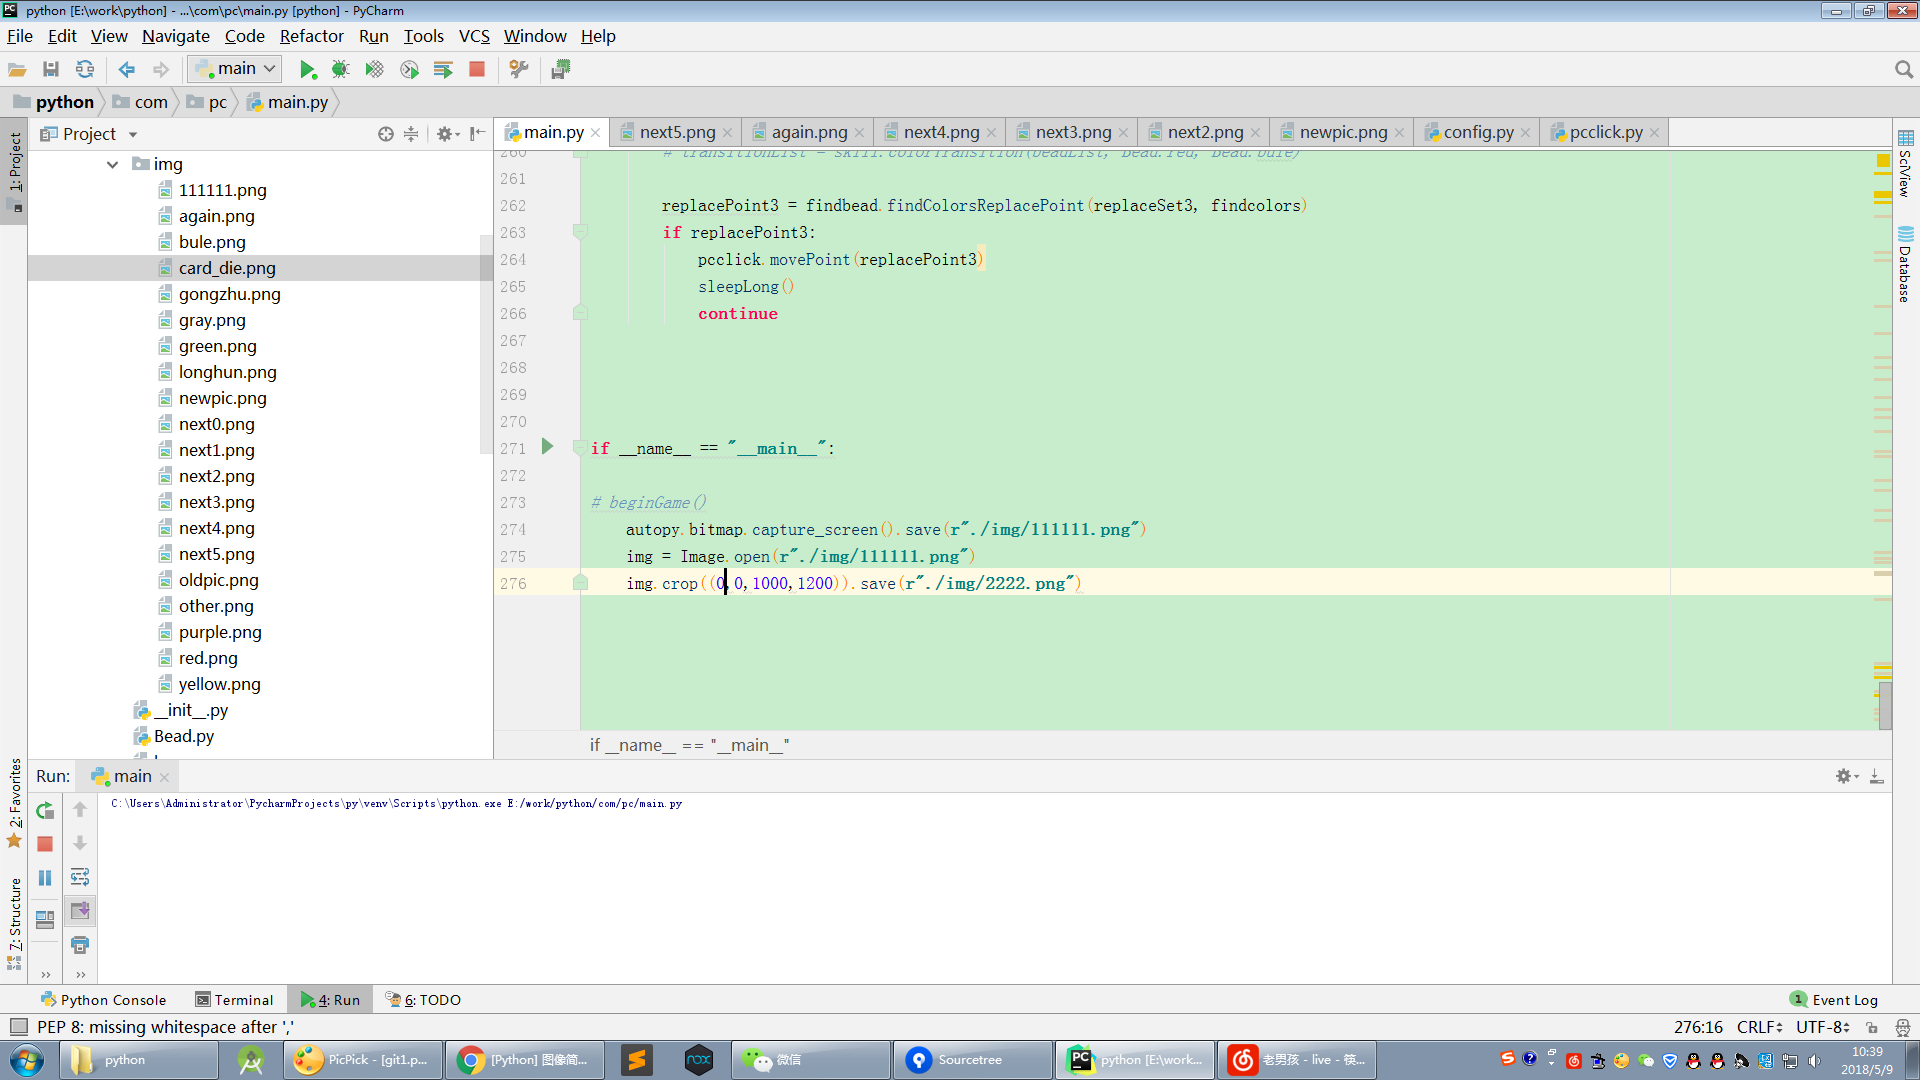 python [E:\work\python] - ...\com\pc\main.py [python] - PyCharm
File Edit View Navigate Code Refactor Run Tools VCS Window Help
main
python com pc main.py
Project
main.py next5.png again.png next4.png next3.png next2.png newpic.png config.py pcclick.py
1: Project
SciView
Database
2: Favorites
7: Structure
img
111111.png
again.png
bule.png
card_die.png
gongzhu.png
gray.png
green.png
longhun.png
newpic.png
next0.png
next1.png
next2.png
next3.png
next4.png
next5.png
oldpic.png
other.png
purple.png
red.png
yellow.png
__init__.py
Bead.py
260 # transitionList = skill.colorTransition(beadList, Bead.red, Bead.bule)
261
262 replacePoint3 = findbead.findColorsReplacePoint(replaceSet3, findcolors)
263 if replacePoint3:
264 pcclick.movePoint(replacePoint3)
265 sleepLong()
266 continue
267
268
269
270
271 if __name__ == "__main__":
272
273 # beginGame()
274 autopy.bitmap.capture_screen().save(r"./img/111111.png")
275 img = Image.open(r"./img/111111.png")
276 img.crop((0,0,1000,1200)).save(r"./img/2222.png")
if __name__ == "__main__"
Run: main
C:\Users\Administrator\PycharmProjects\py\venv\Scripts\python.exe E:/work/python/com/pc/main.py
Python Console Terminal 4: Run 6: TODO
1 Event Log
PEP 8: missing whitespace after ','
276:16 CRLF UTF-8
python
PicPick - [git1.p...
[Python] 图像简...
nox
微信
Sourcetree
python [E:\work...
老男孩 - live - 筷...
10:39
2018/5/9